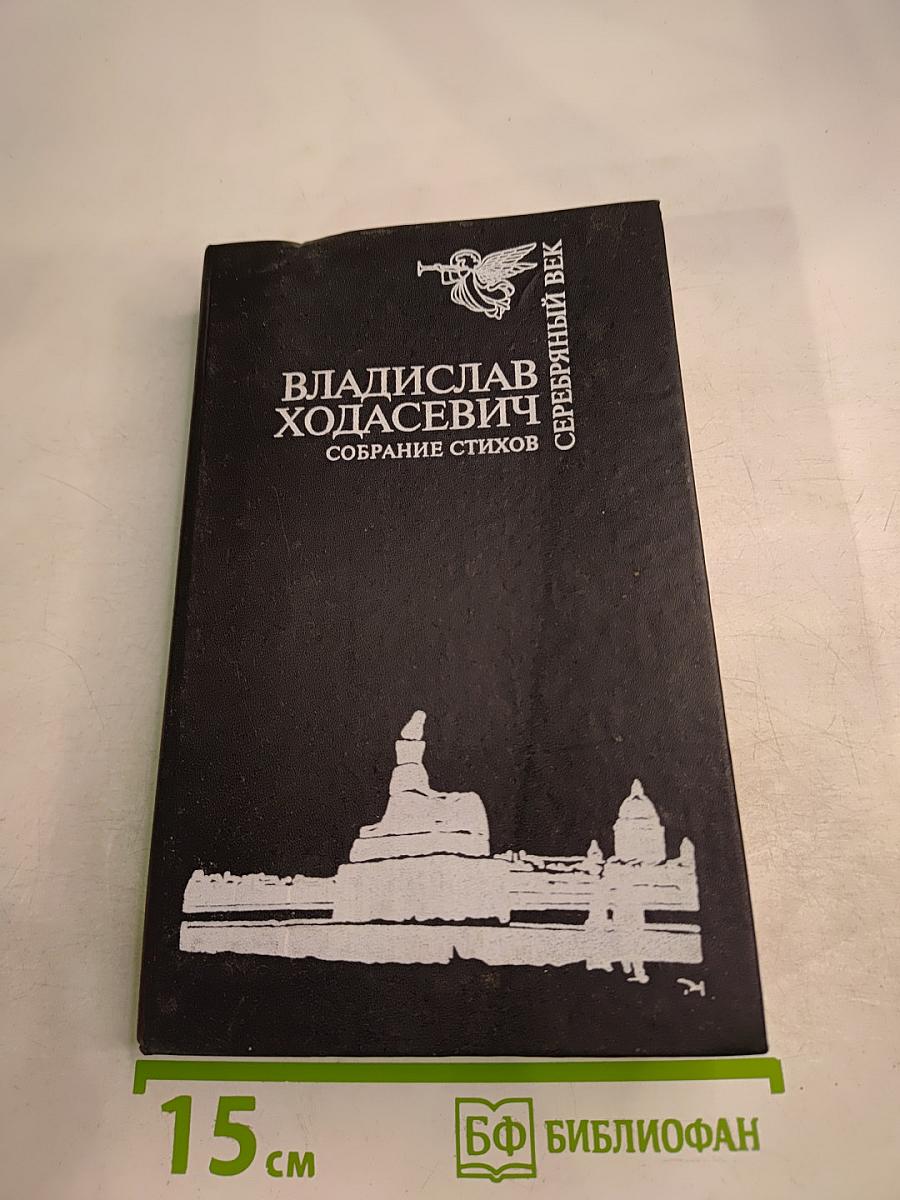 СЕРЕБРЯНЫЙ ВЕК
ВЛАДИСЛАВ
ХОДАСЕВИЧ
СОБРАНИЕ СТИХОВ
15 см
БФ БИБЛИОФАН